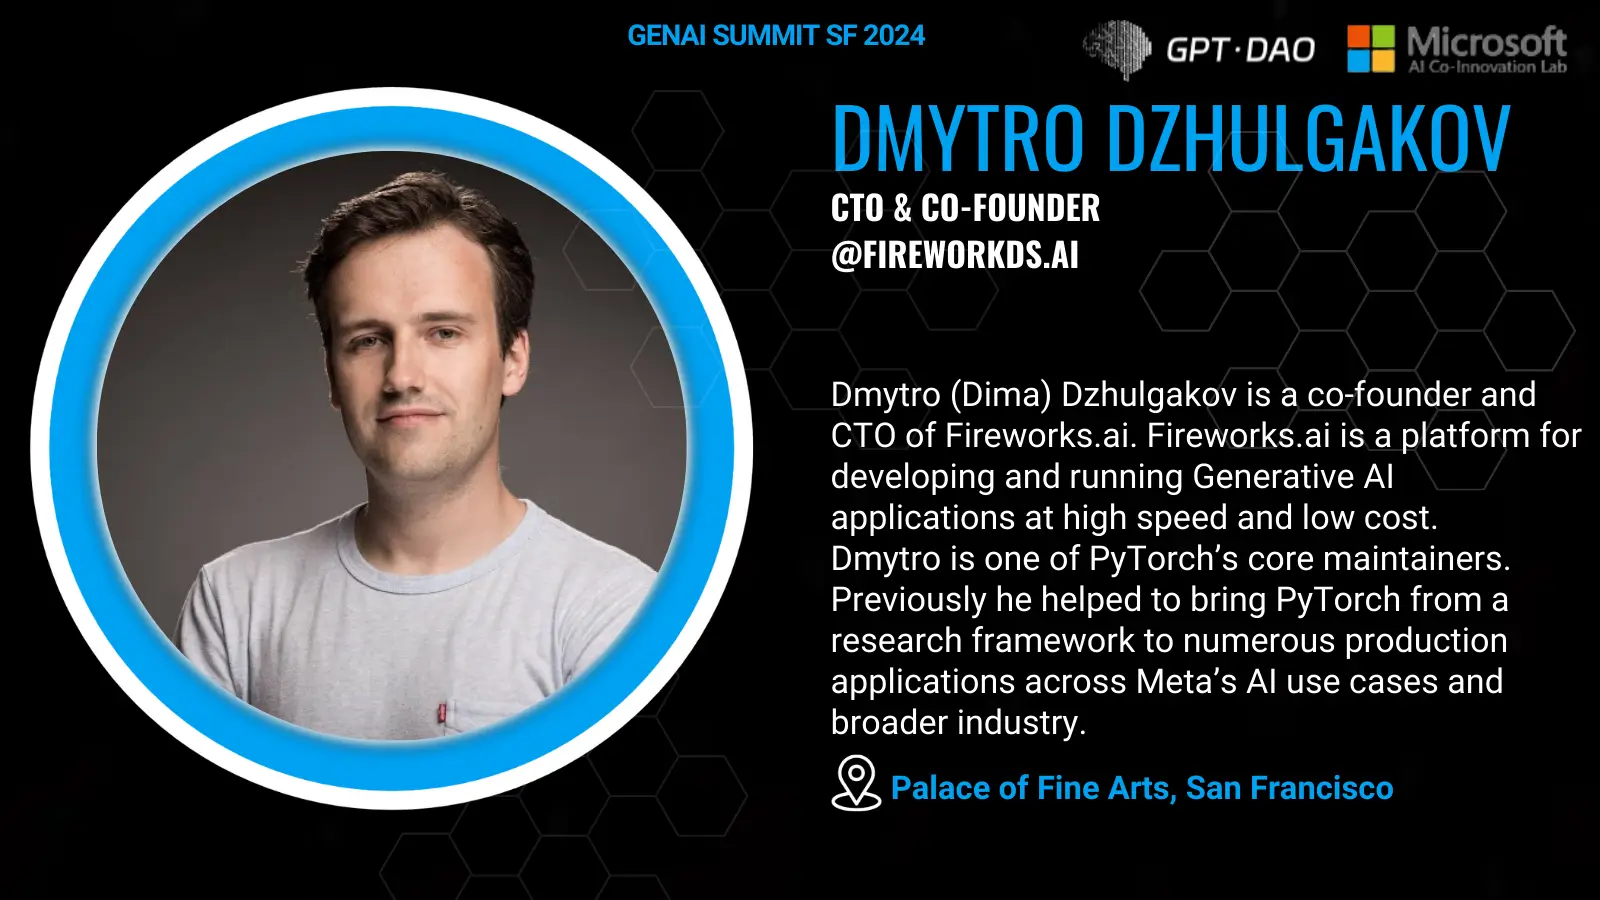 GENAI SUMMIT SF 2024
GPT·DAO
Microsoft
AI Co-Innovation Lab
DMYTRO DZHULGAKOV
CTO & CO-FOUNDER
@FIREWORKDS.AI
Dmytro (Dima) Dzhulgakov is a co-founder and
CTO of Fireworks.ai. Fireworks.ai is a platform for
developing and running Generative AI
applications at high speed and low cost.
Dmytro is one of PyTorch’s core maintainers.
Previously he helped to bring PyTorch from a
research framework to numerous production
applications across Meta’s AI use cases and
broader industry.
Palace of Fine Arts, San Francisco